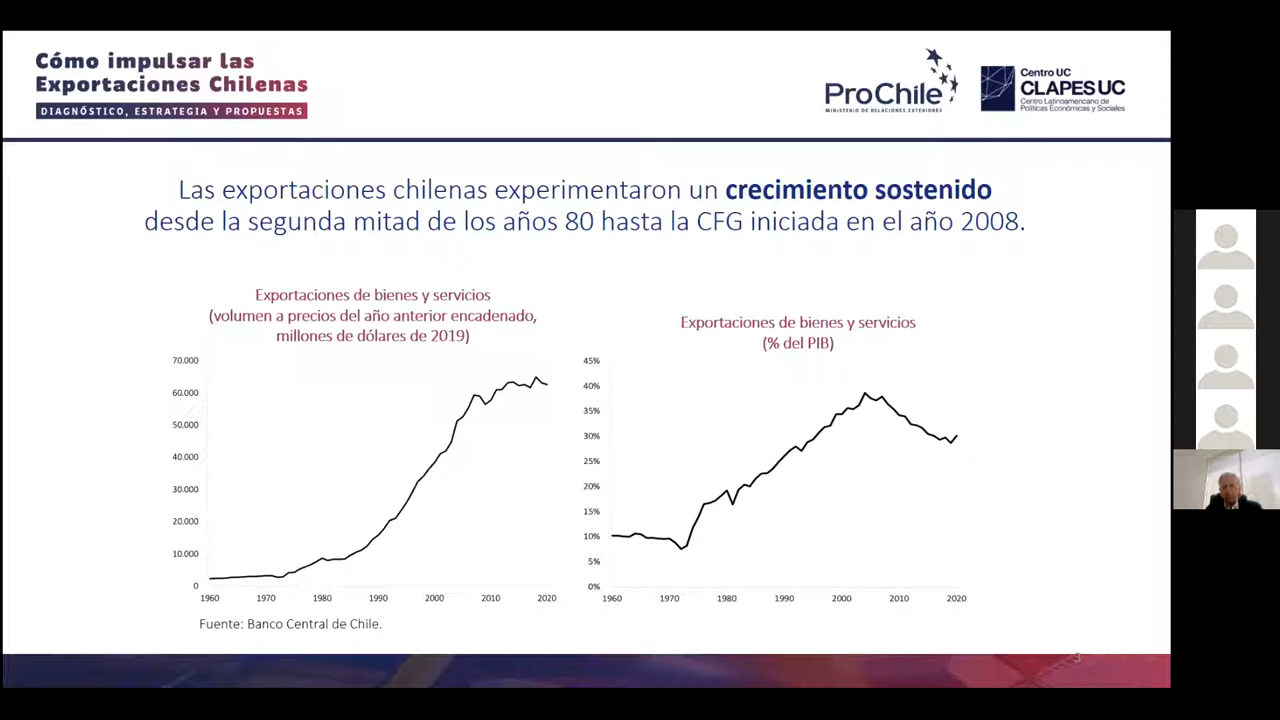 Cómo impulsar las
Exportaciones Chilenas
DIAGNÓSTICO, ESTRATEGIA Y PROPUESTAS
ProChile
MINISTERIO DE RELACIONES EXTERIORES
Centro UC
CLAPES UC
Centro Latinoamericano de
Políticas Económicas y Sociales
Las exportaciones chilenas experimentaron un crecimiento sostenido
desde la segunda mitad de los años 80 hasta la CFG iniciada en el año 2008.
Exportaciones de bienes y servicios
(volumen a precios del año anterior encadenado,
millones de dólares de 2019)
70.000
60.000
50.000
40.000
30.000
20.000
10.000
0
1960 1970 1980 1990 2000 2010 2020
Exportaciones de bienes y servicios
(% del PIB)
45%
40%
35%
30%
25%
20%
15%
10%
5%
0%
1960 1970 1980 1990 2000 2010 2020
Fuente: Banco Central de Chile.
3